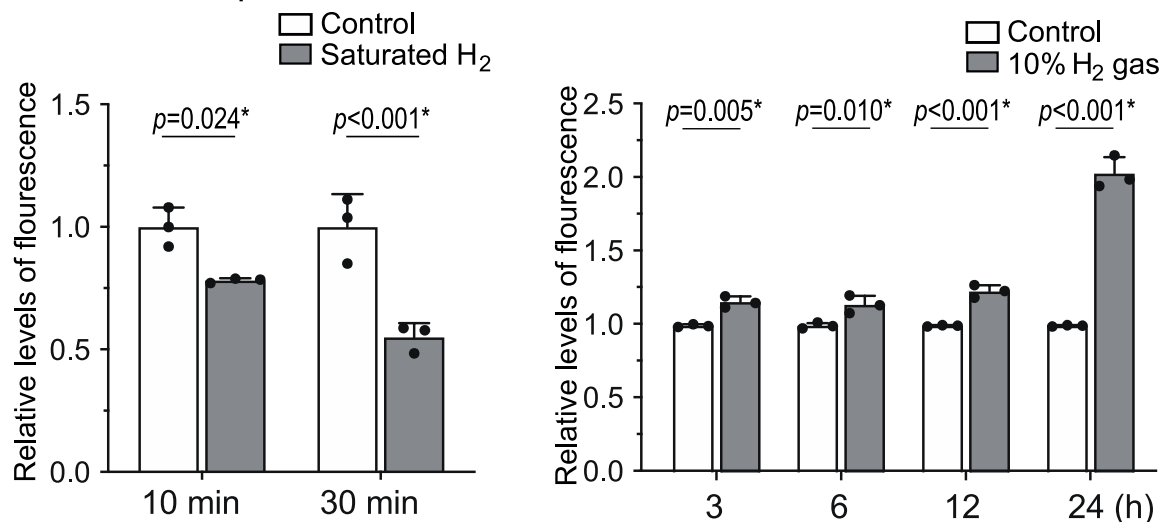 Control
Saturated H2
Relative levels of flourescence
1.5
1.0
0.5
0.0
p=0.024*
p<0.001*
10 min
30 min
Control
10% H2 gas
Relative levels of flourescence
2.5
2.0
1.5
1.0
0.5
0.0
p=0.005*
p=0.010*
p<0.001*
p<0.001*
3
6
12
24 (h)